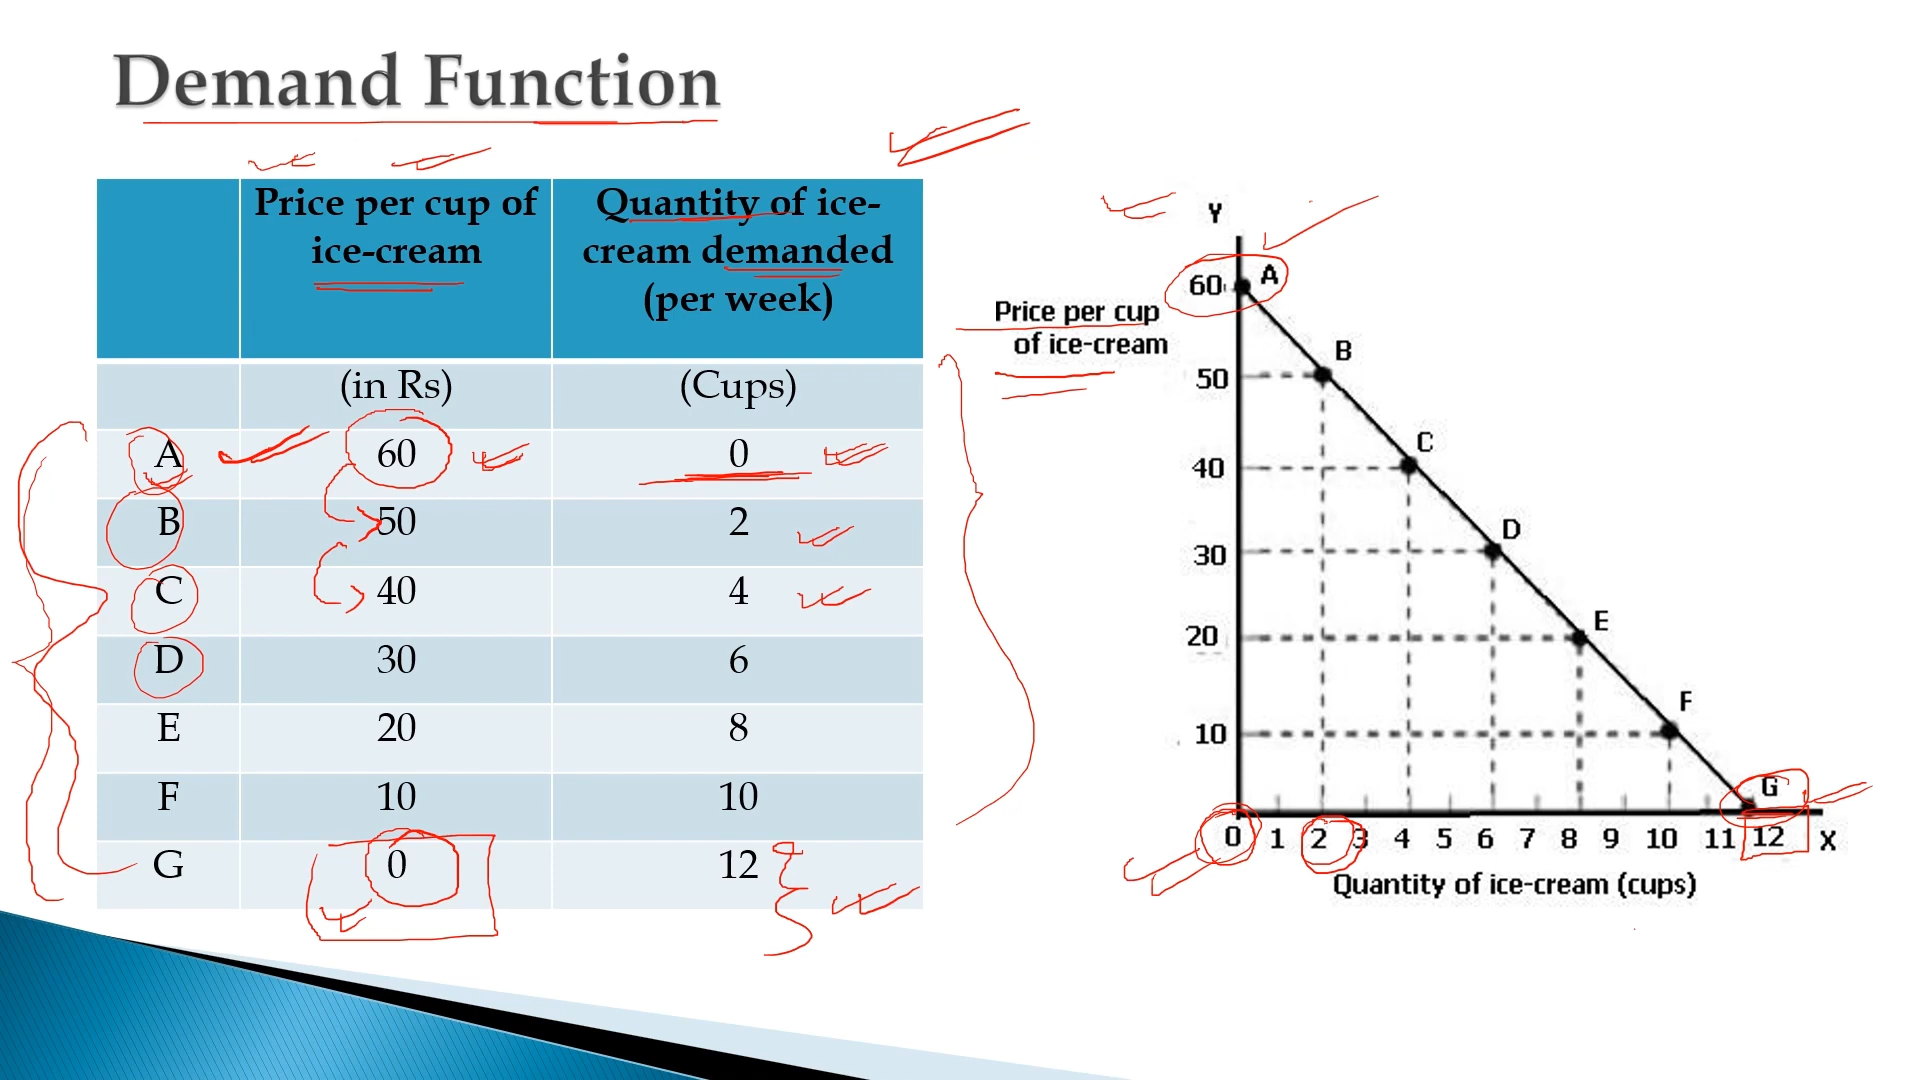 Demand Function
Price per cup of
ice-cream
Quantity of ice-
cream demanded
(per week)
(in Rs)
(Cups)
A 60 0
B 50 2
C 40 4
D 30 6
E 20 8
F 10 10
G 0 12
Y
60 A
Price per cup
of ice-cream
B
50
C
40
D
30
E
20
F
10
G
0 1 2 3 4 5 6 7 8 9 10 11 12 X
Quantity of ice-cream (cups)